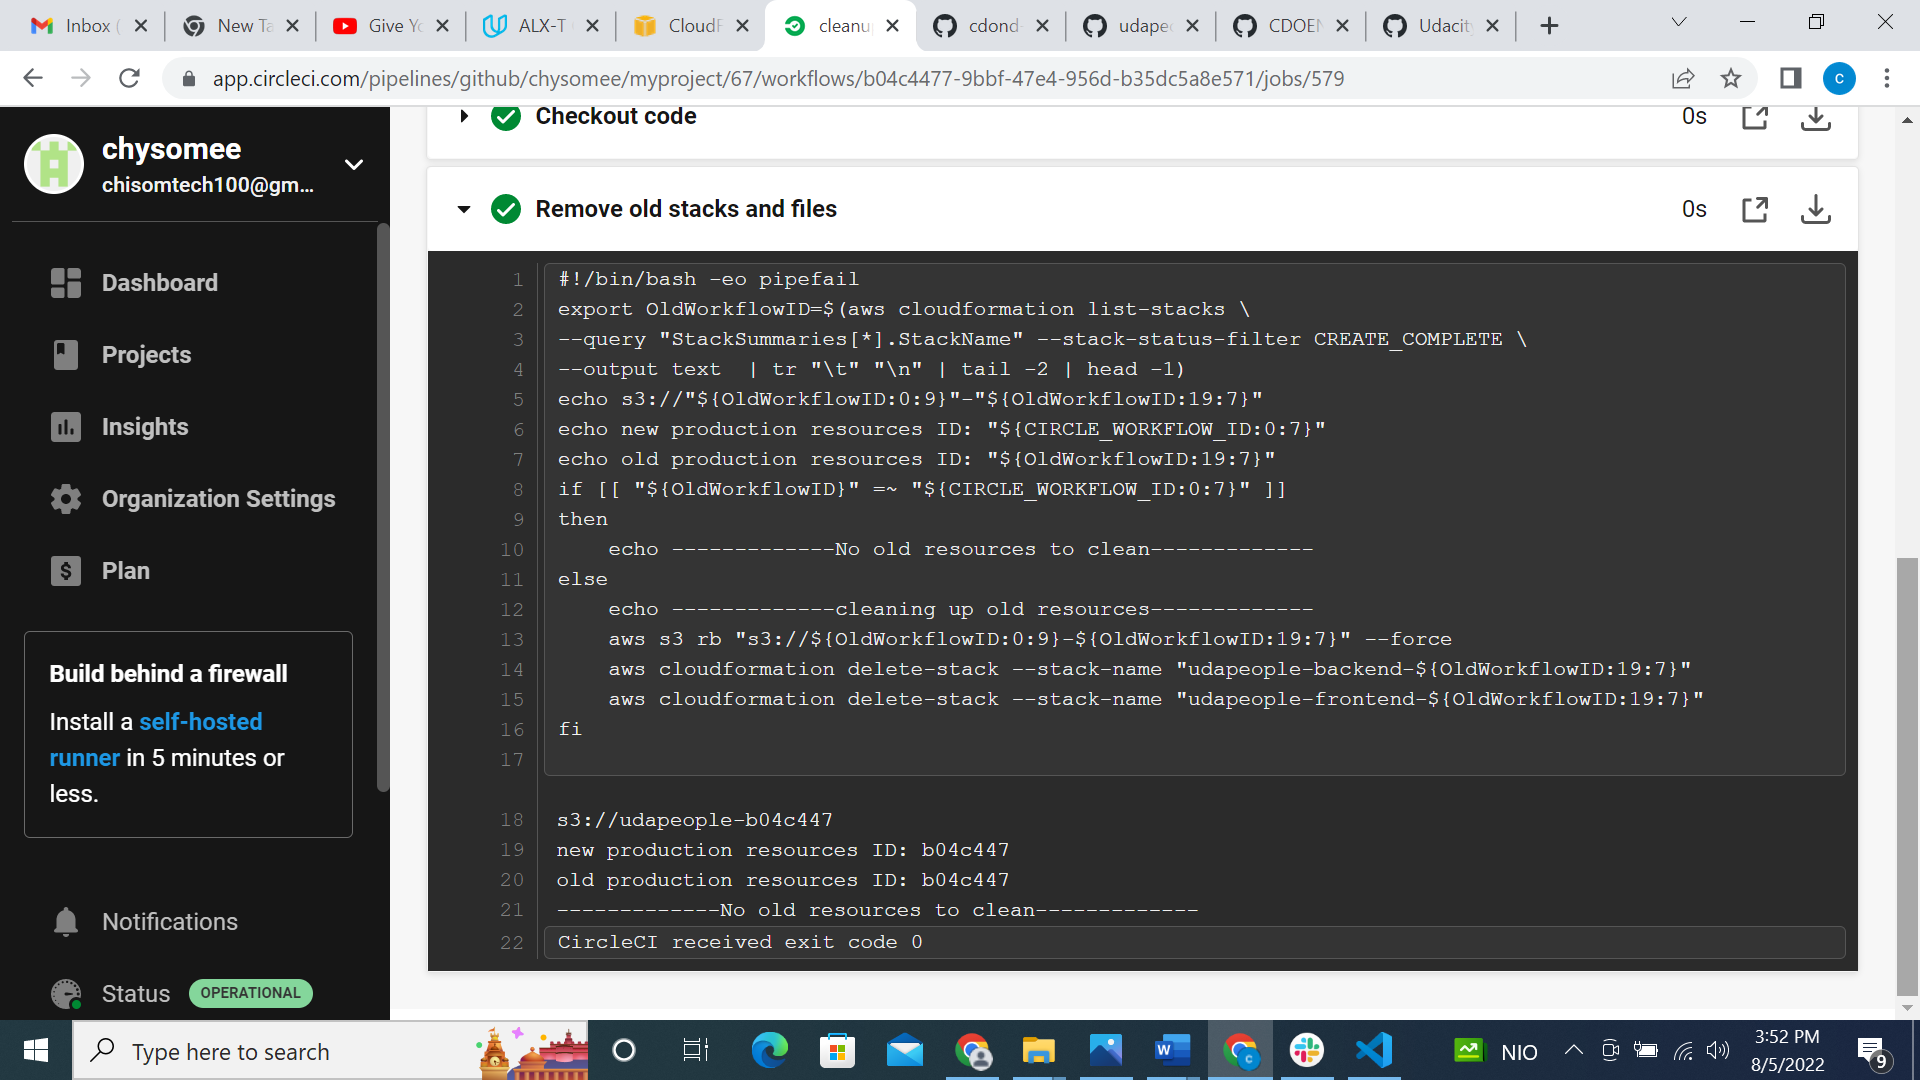 Inbox (
New Ta
Give Yo
ALX-T
CloudF
cleanup
cdond
udapeo
CDOEN
Udacity
app.circleci.com/pipelines/github/chysomee/myproject/67/workflows/b04c4477-9bbf-47e4-956d-b35dc5a8e571/jobs/579
c
chysomee
chisomtech100@gm...
Dashboard
Projects
Insights
Organization Settings
Plan
Build behind a firewall
Install a self-hosted
runner in 5 minutes or
less.
Notifications
Status OPERATIONAL
Checkout code 0s
Remove old stacks and files 0s
1 #!/bin/bash -eo pipefail
2 export OldWorkflowID=$(aws cloudformation list-stacks \
3 --query "StackSummaries[*].StackName" --stack-status-filter CREATE_COMPLETE \
4 --output text  | tr "\t" "\n" | tail -2 | head -1)
5 echo s3://"${OldWorkflowID:0:9}"-"${OldWorkflowID:19:7}"
6 echo new production resources ID: "${CIRCLE_WORKFLOW_ID:0:7}"
7 echo old production resources ID: "${OldWorkflowID:19:7}"
8 if [[ "${OldWorkflowID}" =~ "${CIRCLE_WORKFLOW_ID:0:7}" ]]
9 then
10     echo -------------No old resources to clean-------------
11 else
12     echo -------------cleaning up old resources-------------
13     aws s3 rb "s3://${OldWorkflowID:0:9}-${OldWorkflowID:19:7}" --force
14     aws cloudformation delete-stack --stack-name "udapeople-backend-${OldWorkflowID:19:7}"
15     aws cloudformation delete-stack --stack-name "udapeople-frontend-${OldWorkflowID:19:7}"
16 fi
17
18 s3://udapeople-b04c447
19 new production resources ID: b04c447
20 old production resources ID: b04c447
21 -------------No old resources to clean-------------
22 CircleCI received exit code 0
Type here to search
NIO
3:52 PM
8/5/2022
9